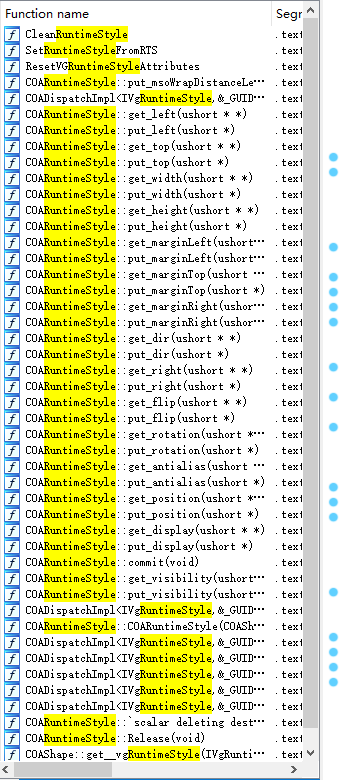 Function name Segr
CleanRuntimeStyle .text
SetRuntimeStyleFromRTS .text
ResetVGRuntimeStyleAttributes .text
COARuntimeStyle::put_msoWrapDistanceLe… .text
COADispatchImpl<IVgRuntimeStyle,&_GUID… .text
COARuntimeStyle::get_left(ushort * *) .text
COARuntimeStyle::put_left(ushort *) .text
COARuntimeStyle::get_top(ushort * *) .text
COARuntimeStyle::put_top(ushort *) .text
COARuntimeStyle::get_width(ushort * *) .text
COARuntimeStyle::put_width(ushort *) .text
COARuntimeStyle::get_height(ushort * *) .text
COARuntimeStyle::put_height(ushort *) .text
COARuntimeStyle::get_marginLeft(ushort… .text
COARuntimeStyle::put_marginLeft(ushort… .text
COARuntimeStyle::get_marginTop(ushort … .text
COARuntimeStyle::put_marginTop(ushort *) .text
COARuntimeStyle::get_marginRight(ushor… .text
COARuntimeStyle::put_marginRight(ushor… .text
COARuntimeStyle::get_dir(ushort * *) .text
COARuntimeStyle::put_dir(ushort *) .text
COARuntimeStyle::get_right(ushort * *) .text
COARuntimeStyle::put_right(ushort *) .text
COARuntimeStyle::get_flip(ushort * *) .text
COARuntimeStyle::put_flip(ushort *) .text
COARuntimeStyle::get_rotation(ushort *… .text
COARuntimeStyle::put_rotation(ushort *) .text
COARuntimeStyle::get_antialias(ushort … .text
COARuntimeStyle::put_antialias(ushort *) .text
COARuntimeStyle::get_position(ushort *… .text
COARuntimeStyle::put_position(ushort *) .text
COARuntimeStyle::get_display(ushort * *) .text
COARuntimeStyle::put_display(ushort *) .text
COARuntimeStyle::commit(void) .text
COARuntimeStyle::get_visibility(ushort… .text
COARuntimeStyle::put_visibility(ushort… .text
COADispatchImpl<IVgRuntimeStyle,&_GUID… .text
COARuntimeStyle::COARuntimeStyle(COASh… .text
COADispatchImpl<IVgRuntimeStyle,&_GUID… .text
COADispatchImpl<IVgRuntimeStyle,&_GUID… .text
COADispatchImpl<IVgRuntimeStyle,&_GUID… .text
COADispatchImpl<IVgRuntimeStyle,&_GUID… .text
COARuntimeStyle::`scalar deleting dest… .text
COARuntimeStyle::Release(void) .text
COAShape::get__vgRuntimeStyle(IVgRunti… .text